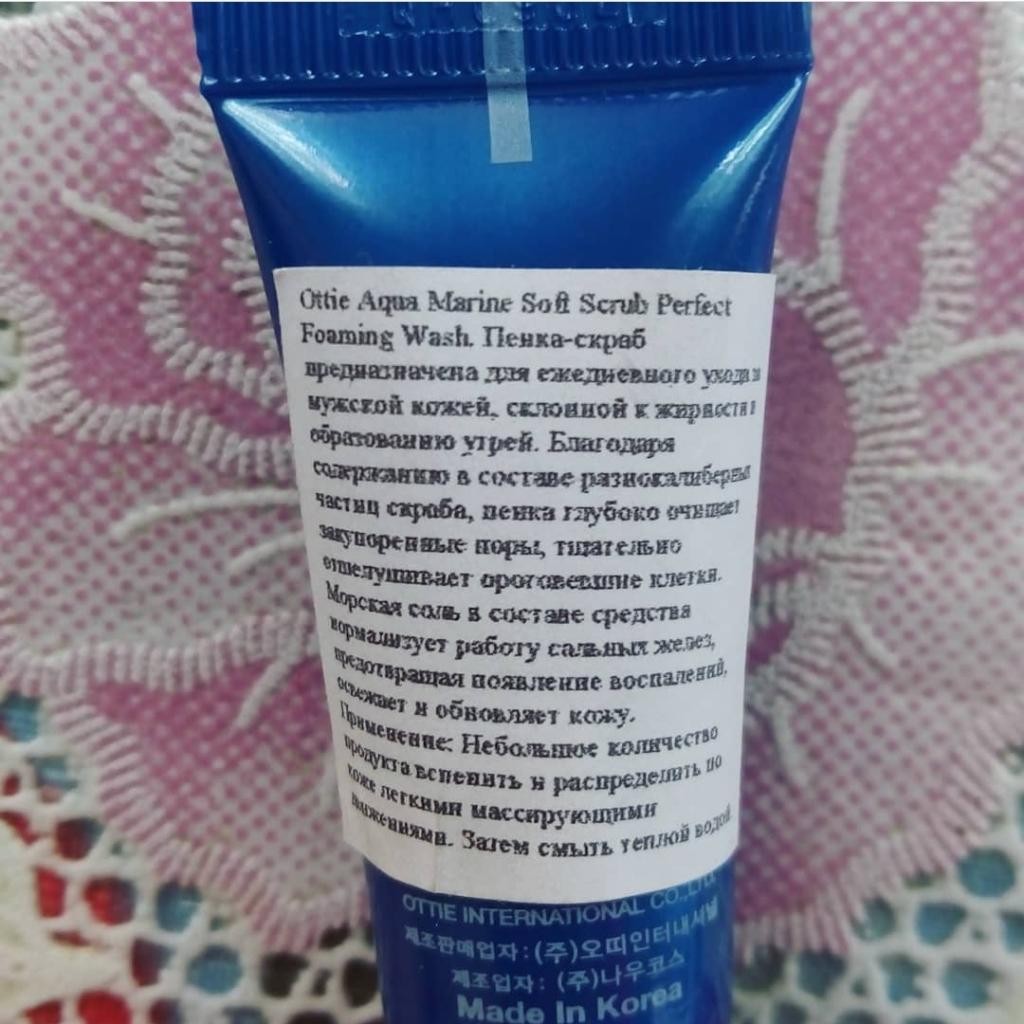 Ottie Aqua Marine Soft Scrub Perfect
Foaming Wash. Пенка-скраб
предназначена для ежедневного ухода за
мужской кожей, склонной к жирности и
образованию угрей. Благодаря
содержанию в составе разнокалиберных
частиц скраба, пенка глубоко очищает
закупоренные поры, тщательно
отшелушивает ороговевшие клетки.
Морская соль в составе средства
нормализует работу сальных желез,
предотвращая появление воспалений,
освежает и обновляет кожу.
Применение: Небольшое количество
продукта вспенить и распределить по
коже легкими массирующими
движениями. Затем смыть теплой водой.
OTTIE INTERNATIONAL CO.,LTD
제조판매업자 : (주)오띠인터내셔날
제조업자 : (주)나우코스
Made In Korea